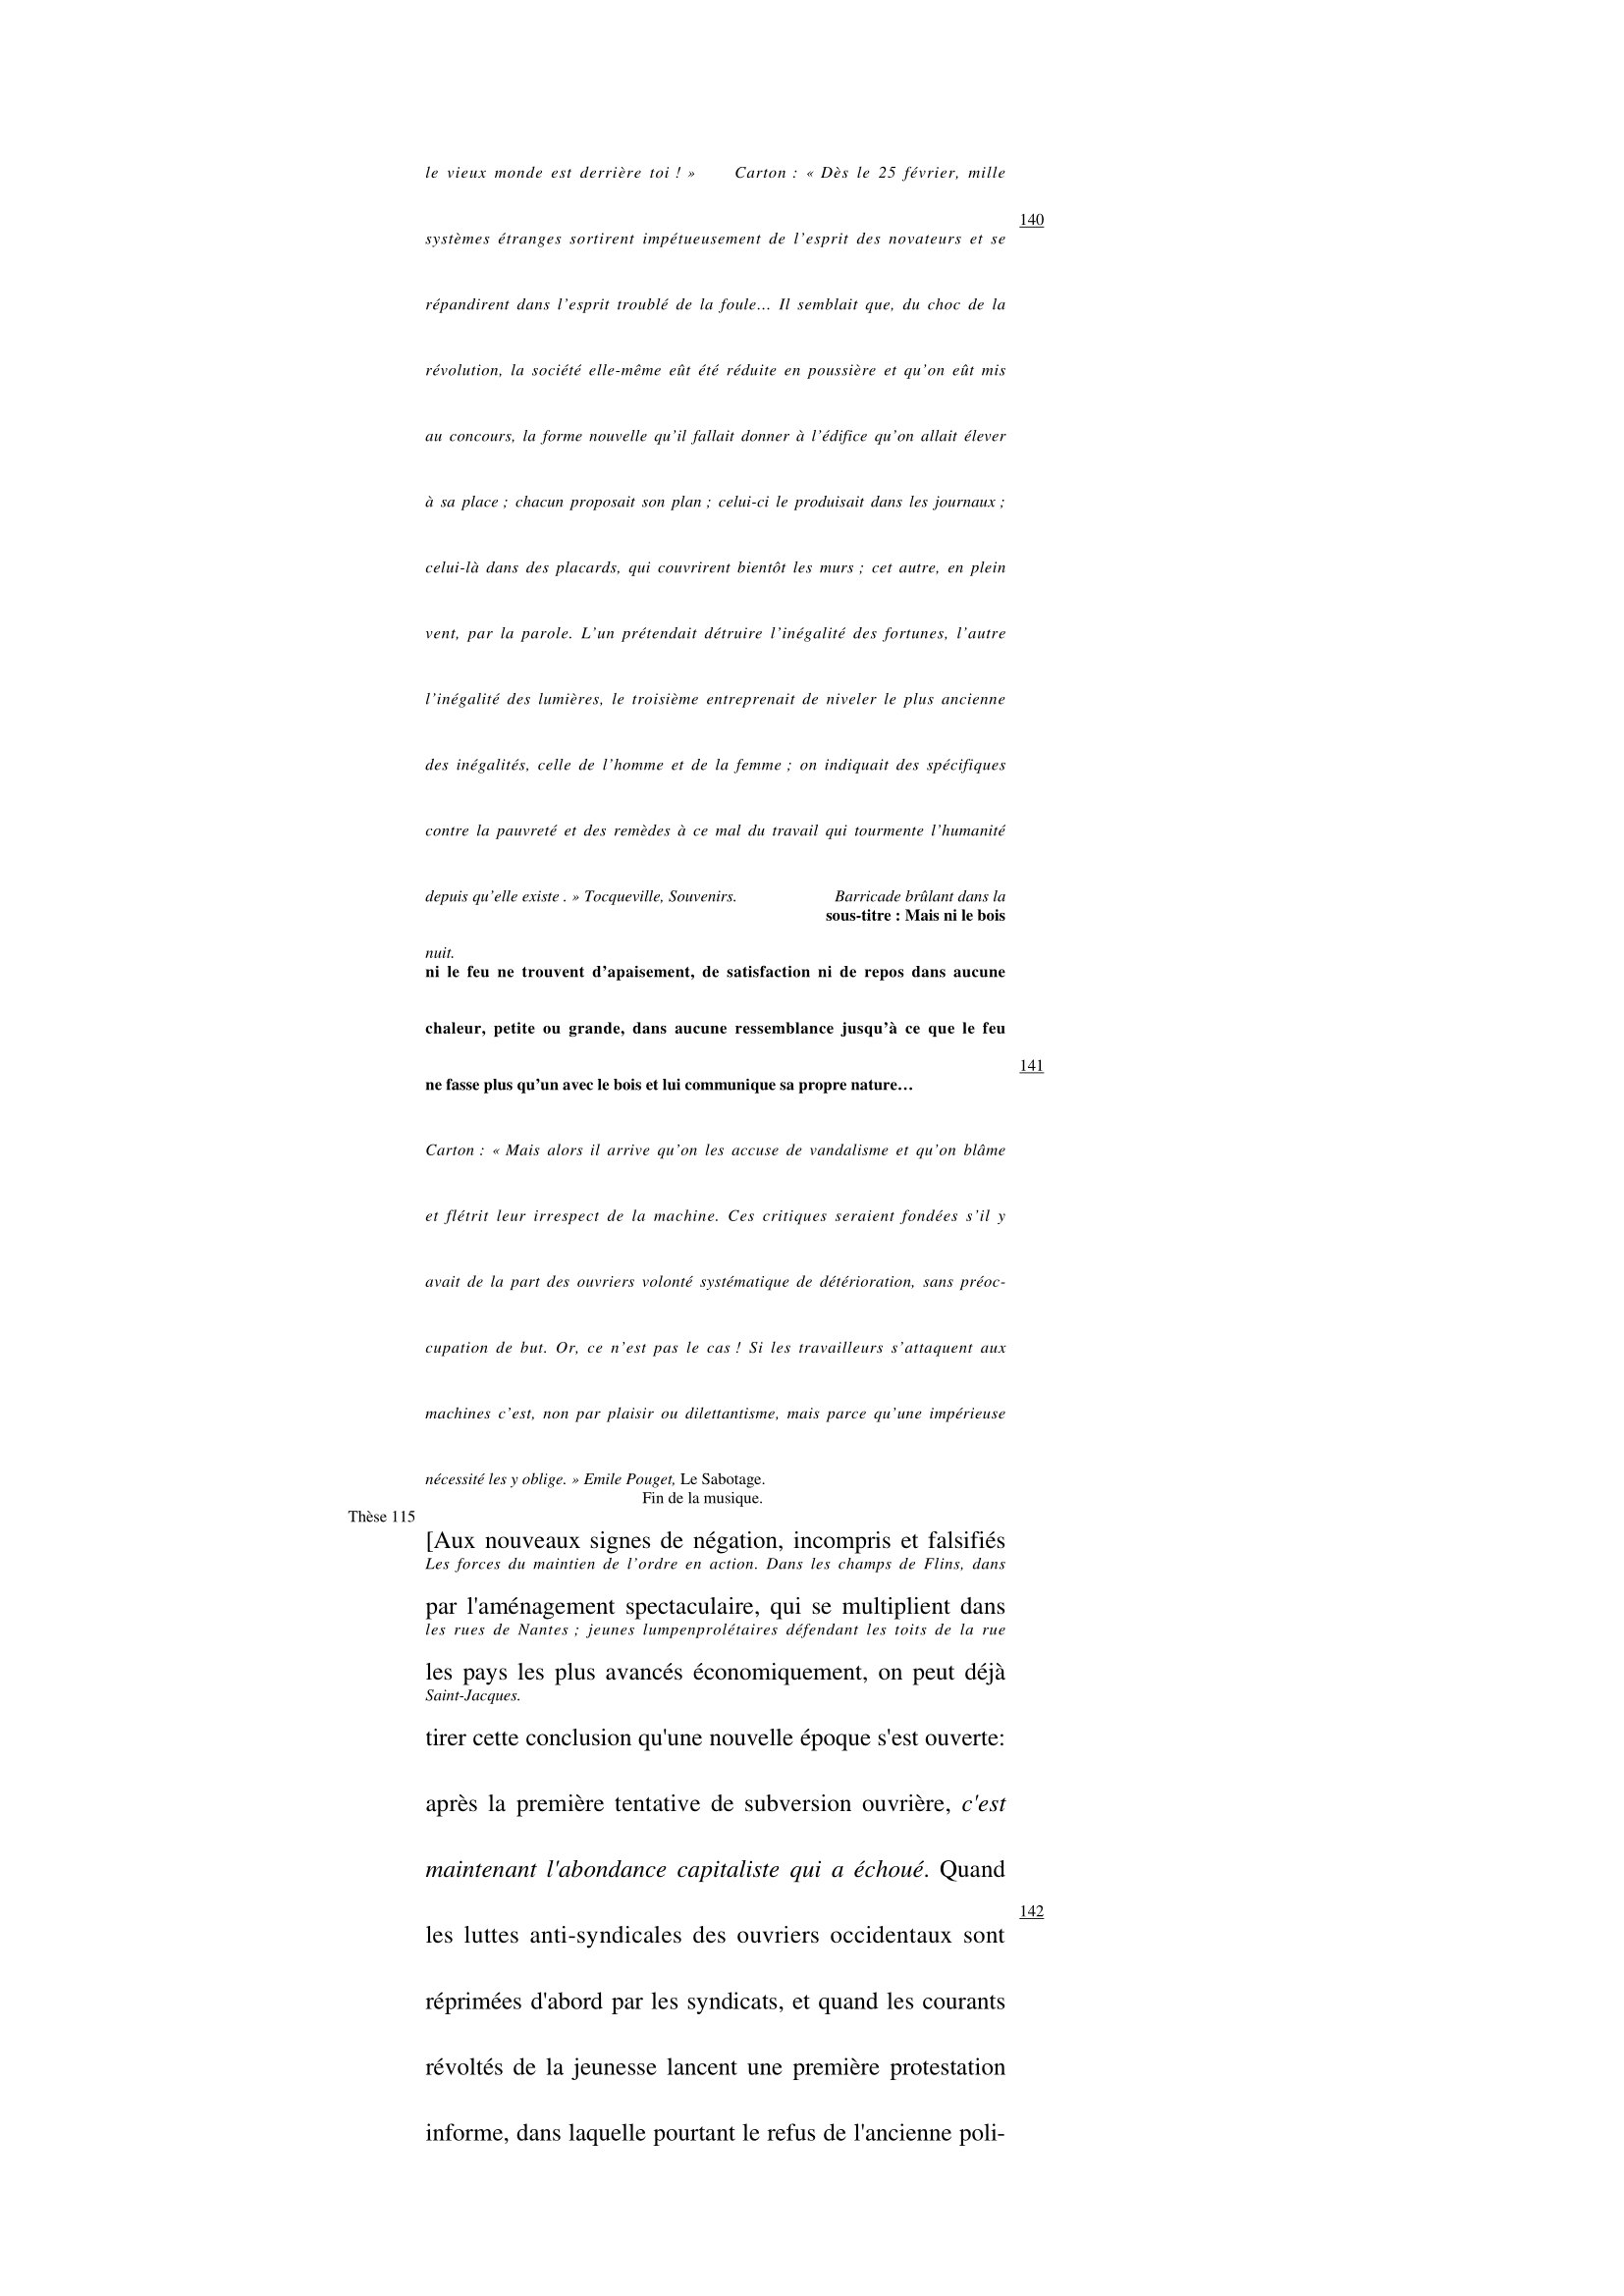 le vieux monde est derrière toi ! » Carton : « Dès le 25 février, mille
140
systèmes étranges sortirent impétueusement de l’esprit des novateurs et se
répandirent dans l’esprit troublé de la foule… Il semblait que, du choc de la
révolution, la société elle-même eût été réduite en poussière et qu’on eût mis
au concours, la forme nouvelle qu’il fallait donner à l’édifice qu’on allait élever
à sa place ; chacun proposait son plan ; celui-ci le produisait dans les journaux ;
celui-là dans des placards, qui couvrirent bientôt les murs ; cet autre, en plein
vent, par la parole. L’un prétendait détruire l’inégalité des fortunes, l’autre
l’inégalité des lumières, le troisième entreprenait de niveler le plus ancienne
des inégalités, celle de l’homme et de la femme ; on indiquait des spécifiques
contre la pauvreté et des remèdes à ce mal du travail qui tourmente l’humanité
depuis qu’elle existe . » Tocqueville, Souvenirs. Barricade brûlant dans la
sous-titre : Mais ni le bois
nuit.
ni le feu ne trouvent d’apaisement, de satisfaction ni de repos dans aucune
chaleur, petite ou grande, dans aucune ressemblance jusqu’à ce que le feu
141
ne fasse plus qu’un avec le bois et lui communique sa propre nature…
Carton : « Mais alors il arrive qu’on les accuse de vandalisme et qu’on blâme
et flétrit leur irrespect de la machine. Ces critiques seraient fondées s’il y
avait de la part des ouvriers volonté systématique de détérioration, sans préoc-
cupation de but. Or, ce n’est pas le cas ! Si les travailleurs s’attaquent aux
machines c’est, non par plaisir ou dilettantisme, mais parce qu’une impérieuse
nécessité les y oblige. » Emile Pouget, Le Sabotage.
Fin de la musique.
Thèse 115
[Aux nouveaux signes de négation, incompris et falsifiés
Les forces du maintien de l’ordre en action. Dans les champs de Flins, dans
par l'aménagement spectaculaire, qui se multiplient dans
les rues de Nantes ; jeunes lumpenprolétaires défendant les toits de la rue
les pays les plus avancés économiquement, on peut déjà
Saint-Jacques.
tirer cette conclusion qu'une nouvelle époque s'est ouverte:
après la première tentative de subversion ouvrière, c'est
maintenant l'abondance capitaliste qui a échoué. Quand
142
les luttes anti-syndicales des ouvriers occidentaux sont
réprimées d'abord par les syndicats, et quand les courants
révoltés de la jeunesse lancent une première protestation
informe, dans laquelle pourtant le refus de l'ancienne poli-